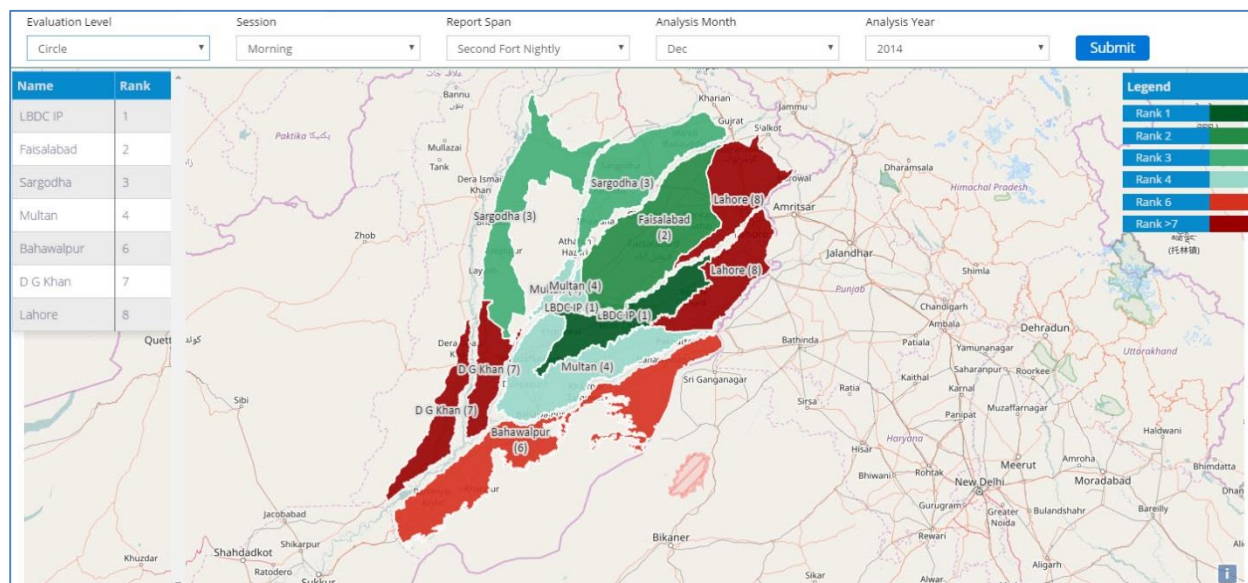 Evaluation Level Session Report Span Analysis Month Analysis Year
Circle Morning Second Fort Nightly Dec 2014 Submit
Name Rank
LBDC IP 1
Faisalabad 2
Sargodha 3
Multan 4
Bahawalpur 6
D G Khan 7
Lahore 8
Legend
Rank 1
Rank 2
Rank 3
Rank 4
Rank 6
Rank >7
Bannu
Kharian
Jammu
Gujrat
Paktika
Mullazai
Tank
Dharamsala
Himachal Pradesh
Sargodha (3)
Lahore (8)
Amritsar
Sargodha (3)
Faisalabad
(2)
Zhob
Jalandhar
Lahore (8)
Shimla
(托林镇)
Multan (4)
Punjab
LBDC IP (1)
LBDC IP (1)
Chandigarh
Ambala
Dehradun
Bathinda
Patiala
Yamunanagar
Uttarakhand
Saharanpur
Roorkee
D G Khan (7)
Multan (4)
Sri Ganganagar
Kaithal
Karnal
Ratia
Sibi
Sirsa
Muzaffarnagar
Panipat
D G Khan (7)
Bahawalpur
(6)
Haryana
Haldwani
Hisar
Rohtak
Meerut
Amroha
Bhimdatta
Bhiwani
New Delhi
Moradabad
Gurugram
Greater
Noida
Bulandshahr
Bareilly
Jacobabad
Bikaner
Rewari
Shikarpur
Shahdadkot
Khuzdar
Ratodero
Sukkur
Sikar
Alwar
Aligarh
i